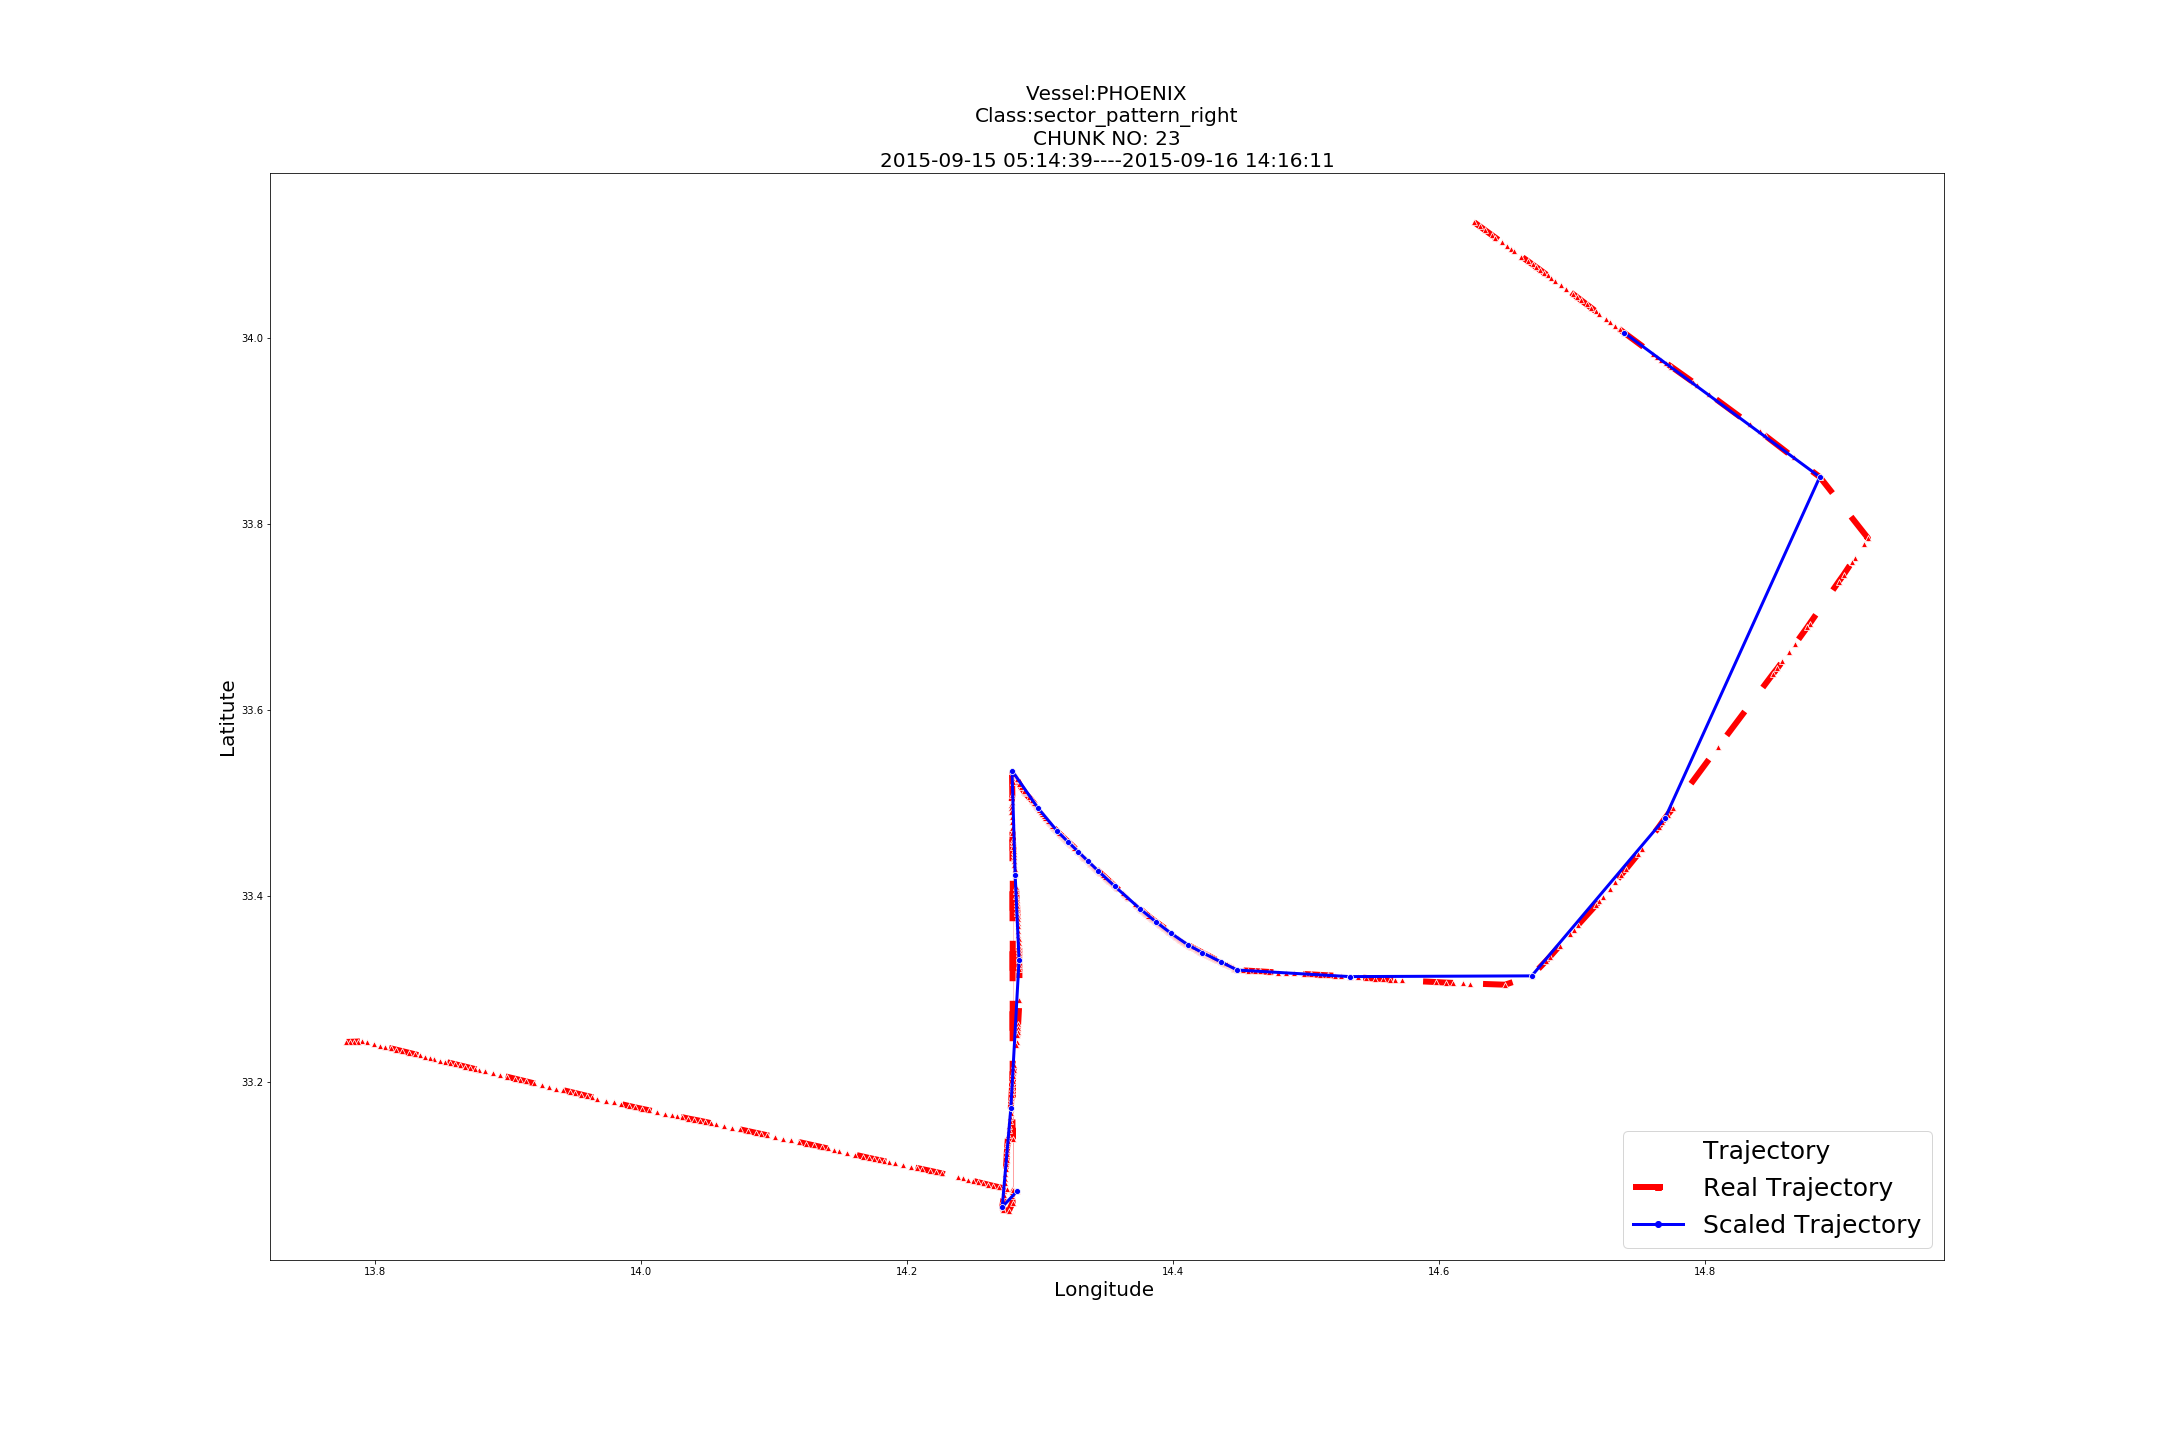 Vessel:PHOENIX
Class:sector_pattern_right
CHUNK NO: 23
2015-09-15 05:14:39----2015-09-16 14:16:11
Latitute
34.0
33.8
33.6
33.4
33.2
13.8
14.0
14.2
14.4
14.6
14.8
Longitude
Trajectory
Real Trajectory
Scaled Trajectory